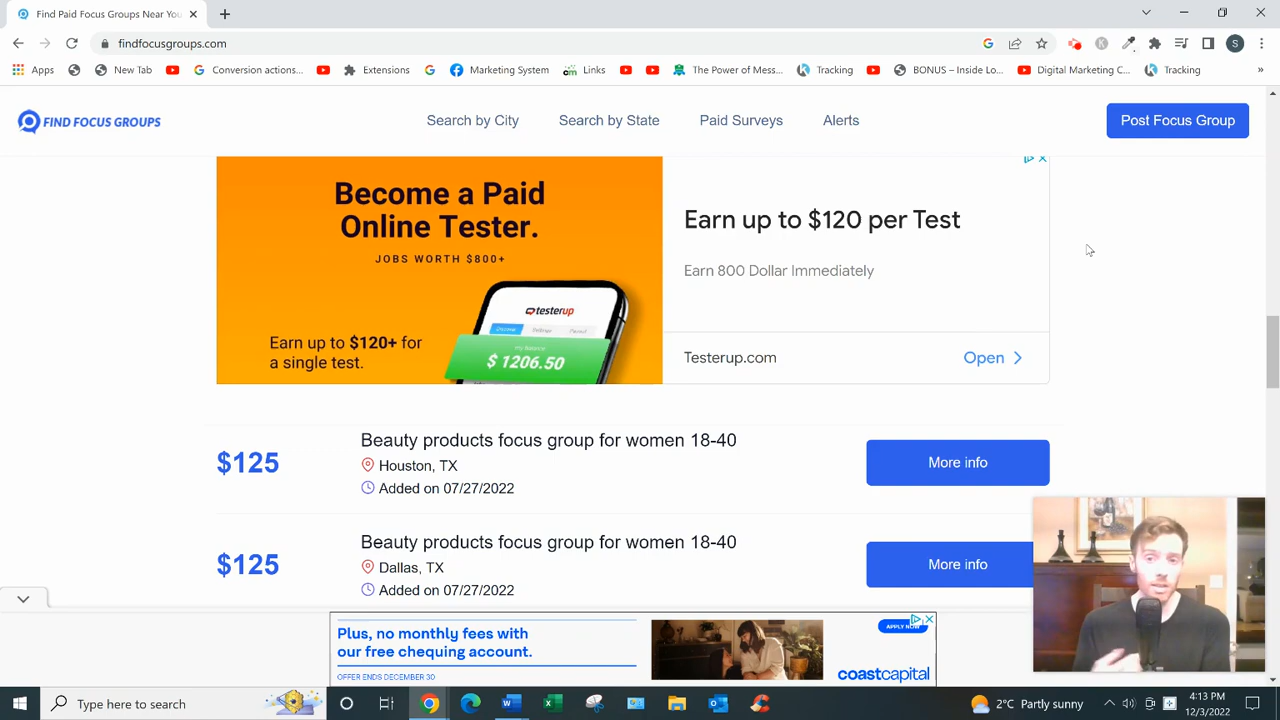 Find Paid Focus Groups Near You
findfocusgroups.com
S
Apps
New Tab
Conversion actions...
Extensions
Marketing System
Links
The Power of Mess...
Tracking
BONUS – Inside Lo...
Digital Marketing C...
Tracking
»
FIND FOCUS GROUPS
Search by City
Search by State
Paid Surveys
Alerts
Post Focus Group
Become a Paid
Online Tester.
JOBS WORTH $800+
Earn up to $120+ for
a single test.
testerup
$ 1206.50
Earn up to $120 per Test
Earn 800 Dollar Immediately
Testerup.com
Open
$125
Beauty products focus group for women 18-40
Houston, TX
Added on 07/27/2022
More info
$125
Beauty products focus group for women 18-40
Dallas, TX
Added on 07/27/2022
More info
Plus, no monthly fees with
our free chequing account.
OFFER ENDS DECEMBER 30
APPLY NOW
coastcapital
Type here to search
2°C Partly sunny
4:13 PM
12/3/2022